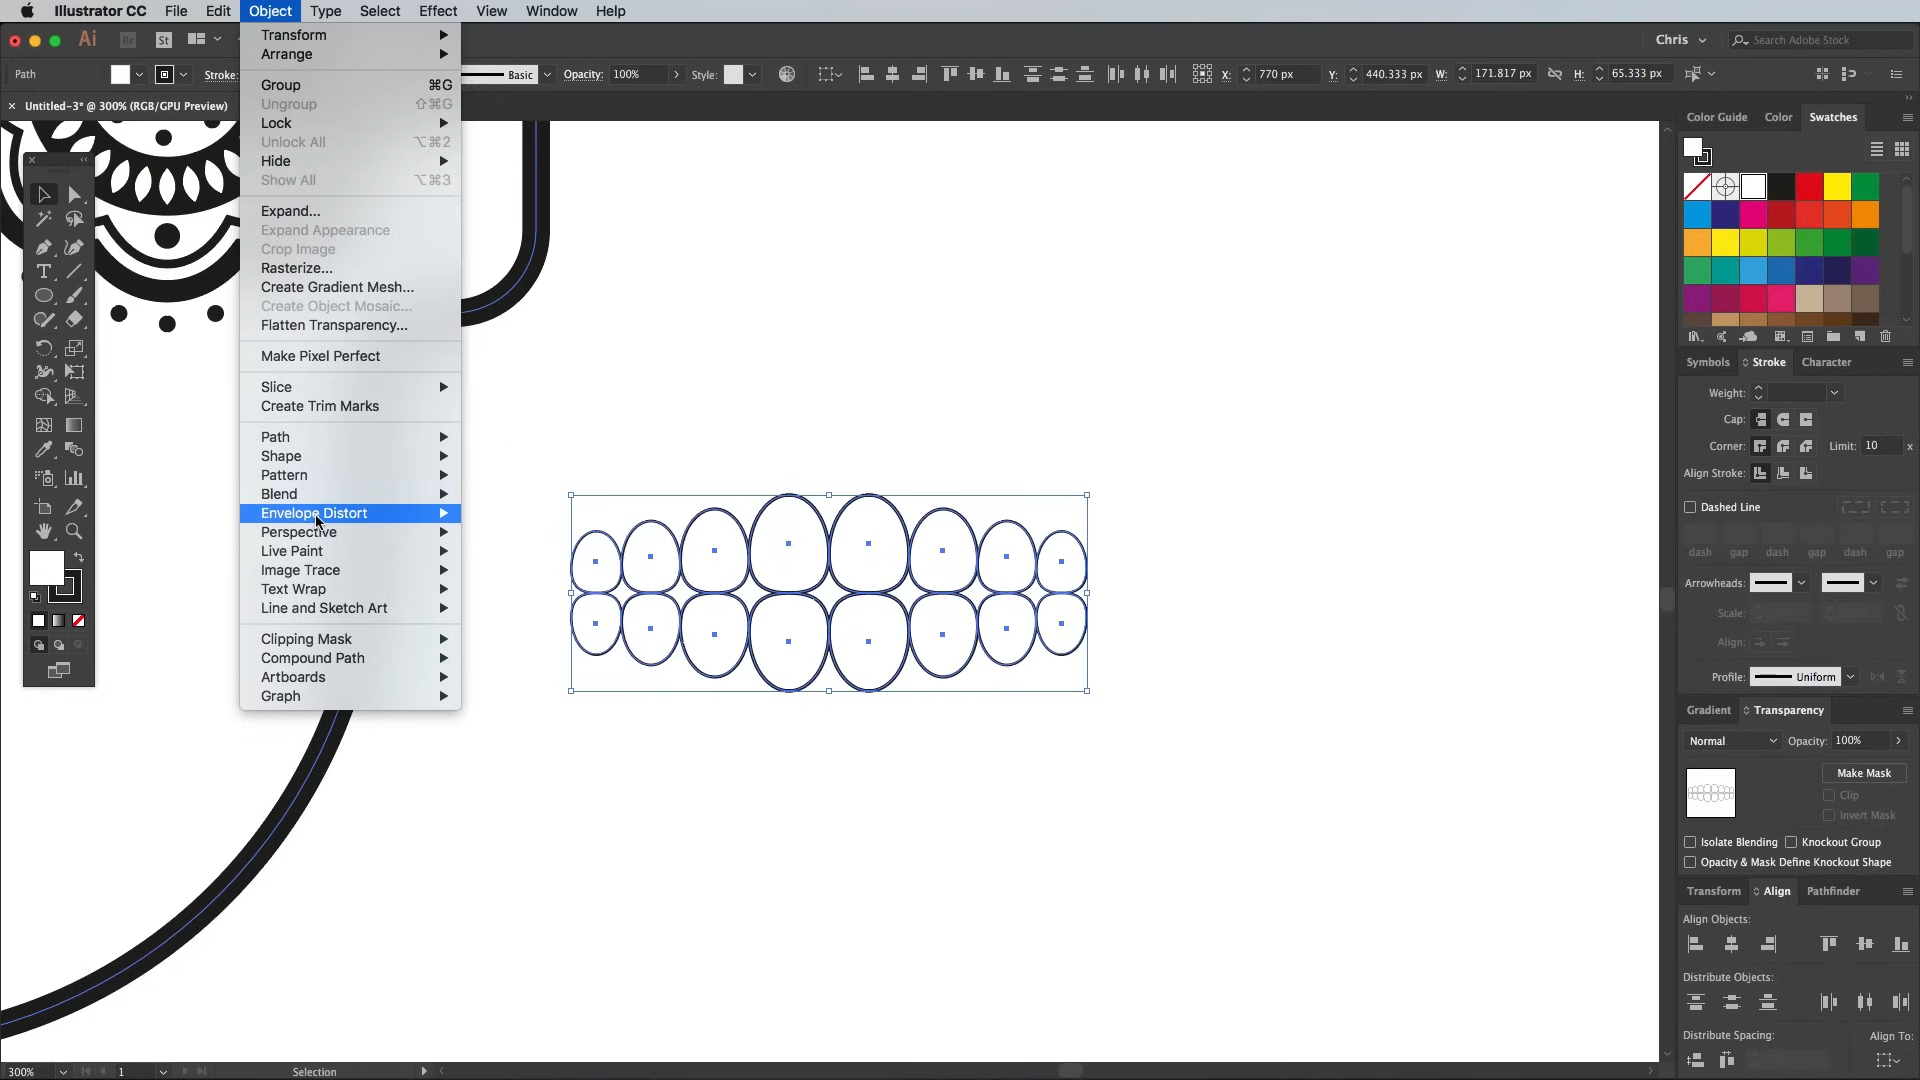 Illustrator CC File Edit Object Type Select Effect View Window Help
Ai Br St Chris Search Adobe Stock
Path Stroke: Basic Opacity: 100% Style: X: 770 px Y: 440.333 px W: 171.817 px H: 65.333 px
Untitled-3* @ 300% (RGB/GPU Preview)
Transform
Arrange
Group ⌘G
Ungroup ⇧⌘G
Lock
Unlock All ⌥⌘2
Hide
Show All ⌥⌘3
Expand...
Expand Appearance
Crop Image
Rasterize...
Create Gradient Mesh...
Create Object Mosaic...
Flatten Transparency...
Make Pixel Perfect
Slice
Create Trim Marks
Path
Shape
Pattern
Blend
Envelope Distort
Perspective
Live Paint
Image Trace
Text Wrap
Line and Sketch Art
Clipping Mask
Compound Path
Artboards
Graph
Color Guide Color Swatches
Symbols Stroke Character
Weight:
Cap:
Corner: Limit: 10 x
Align Stroke:
Dashed Line
dash gap dash gap dash gap
Arrowheads:
Scale:
Align:
Profile: Uniform
Gradient Transparency
Normal Opacity: 100%
Make Mask
Clip
Invert Mask
Isolate Blending Knockout Group
Opacity & Mask Define Knockout Shape
Transform Align Pathfinder
Align Objects:
Distribute Objects:
Distribute Spacing: Align To:
300% 1 Selection